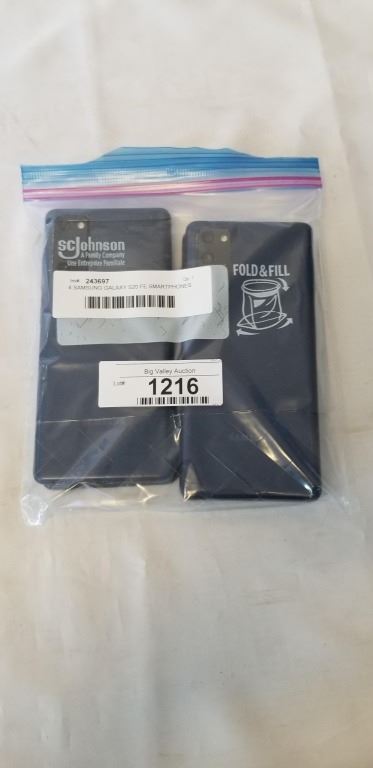 SC Johnson
A Family Company
Une Entreprise Familiale
FOLD & FILL
243697
4 SAMSUNG GALAXY S20 FE SMARTPHONES
Big Valley Auction
Lot#
1216